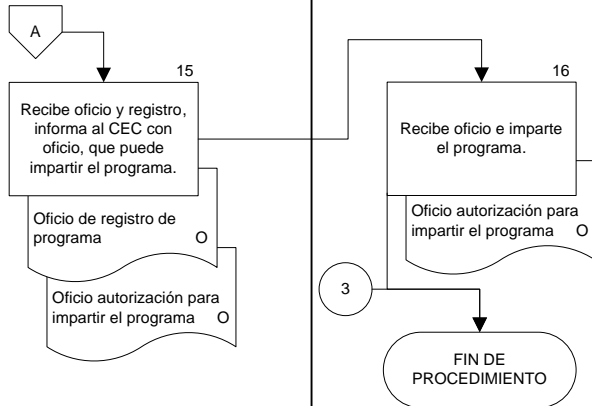 A
15
Recibe oficio y registro,
informa al CEC con
oficio, que puede
impartir el programa.
Oficio de registro de
programa O
Oficio autorización para
impartir el programa O
16
Recibe oficio e imparte
el programa.
Oficio autorización para
impartir el programa O
3
FIN DE
PROCEDIMIENTO